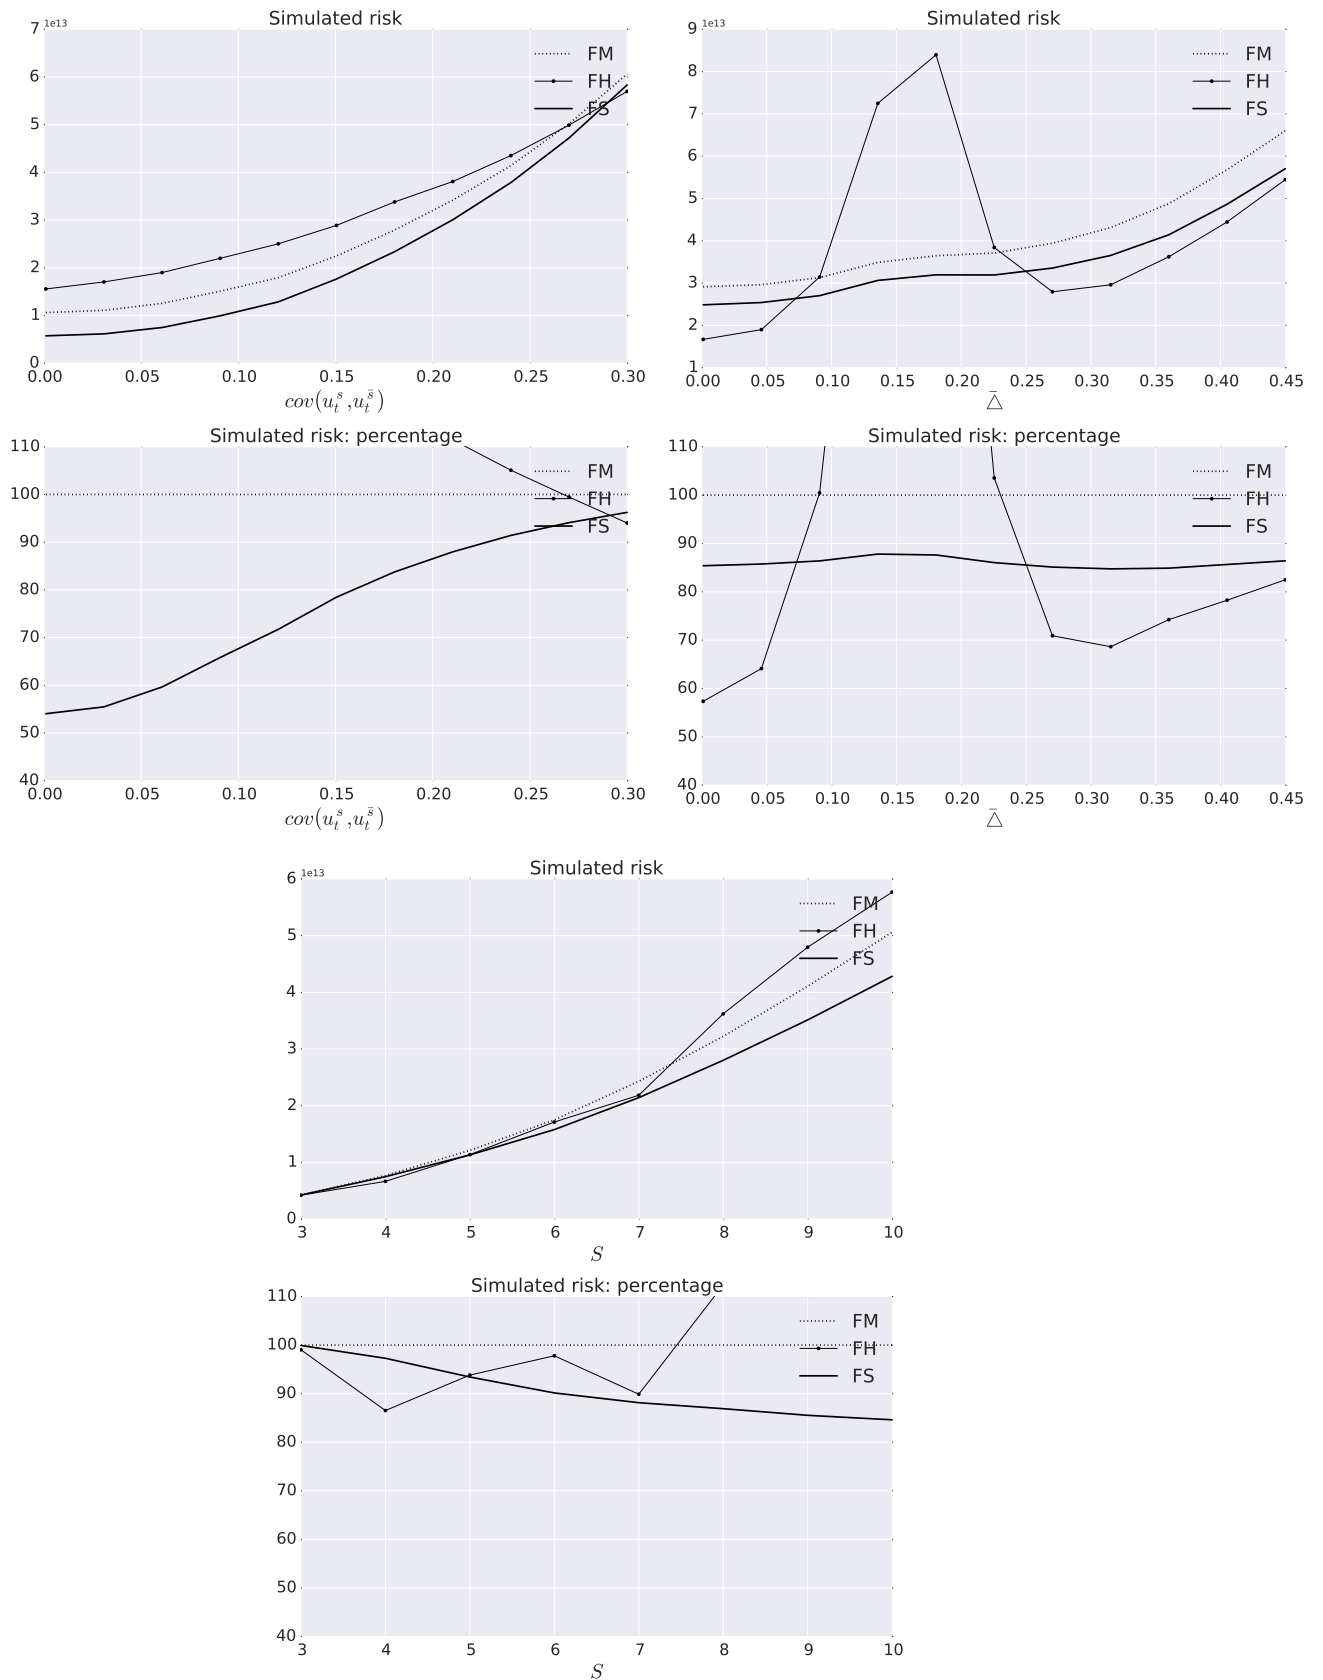 Simulated risk
1e13
7
6
5
4
3
2
1
0
FM
FH
FS
0.00 0.05 0.10 0.15 0.20 0.25 0.30
cov(u_t^s, u_t^s̄)
Simulated risk
1e13
9
8
7
6
5
4
3
2
1
FM
FH
FS
0.00 0.05 0.10 0.15 0.20 0.25 0.30 0.35 0.40 0.45
△̄
Simulated risk: percentage
110
100
90
80
70
60
50
40
FM
FH
FS
0.00 0.05 0.10 0.15 0.20 0.25 0.30
cov(u_t^s, u_t^s̄)
Simulated risk: percentage
110
100
90
80
70
60
50
40
FM
FH
FS
0.00 0.05 0.10 0.15 0.20 0.25 0.30 0.35 0.40 0.45
△̄
Simulated risk
1e13
6
5
4
3
2
1
0
FM
FH
FS
3 4 5 6 7 8 9 10
S
Simulated risk: percentage
110
100
90
80
70
60
50
40
FM
FH
FS
3 4 5 6 7 8 9 10
S